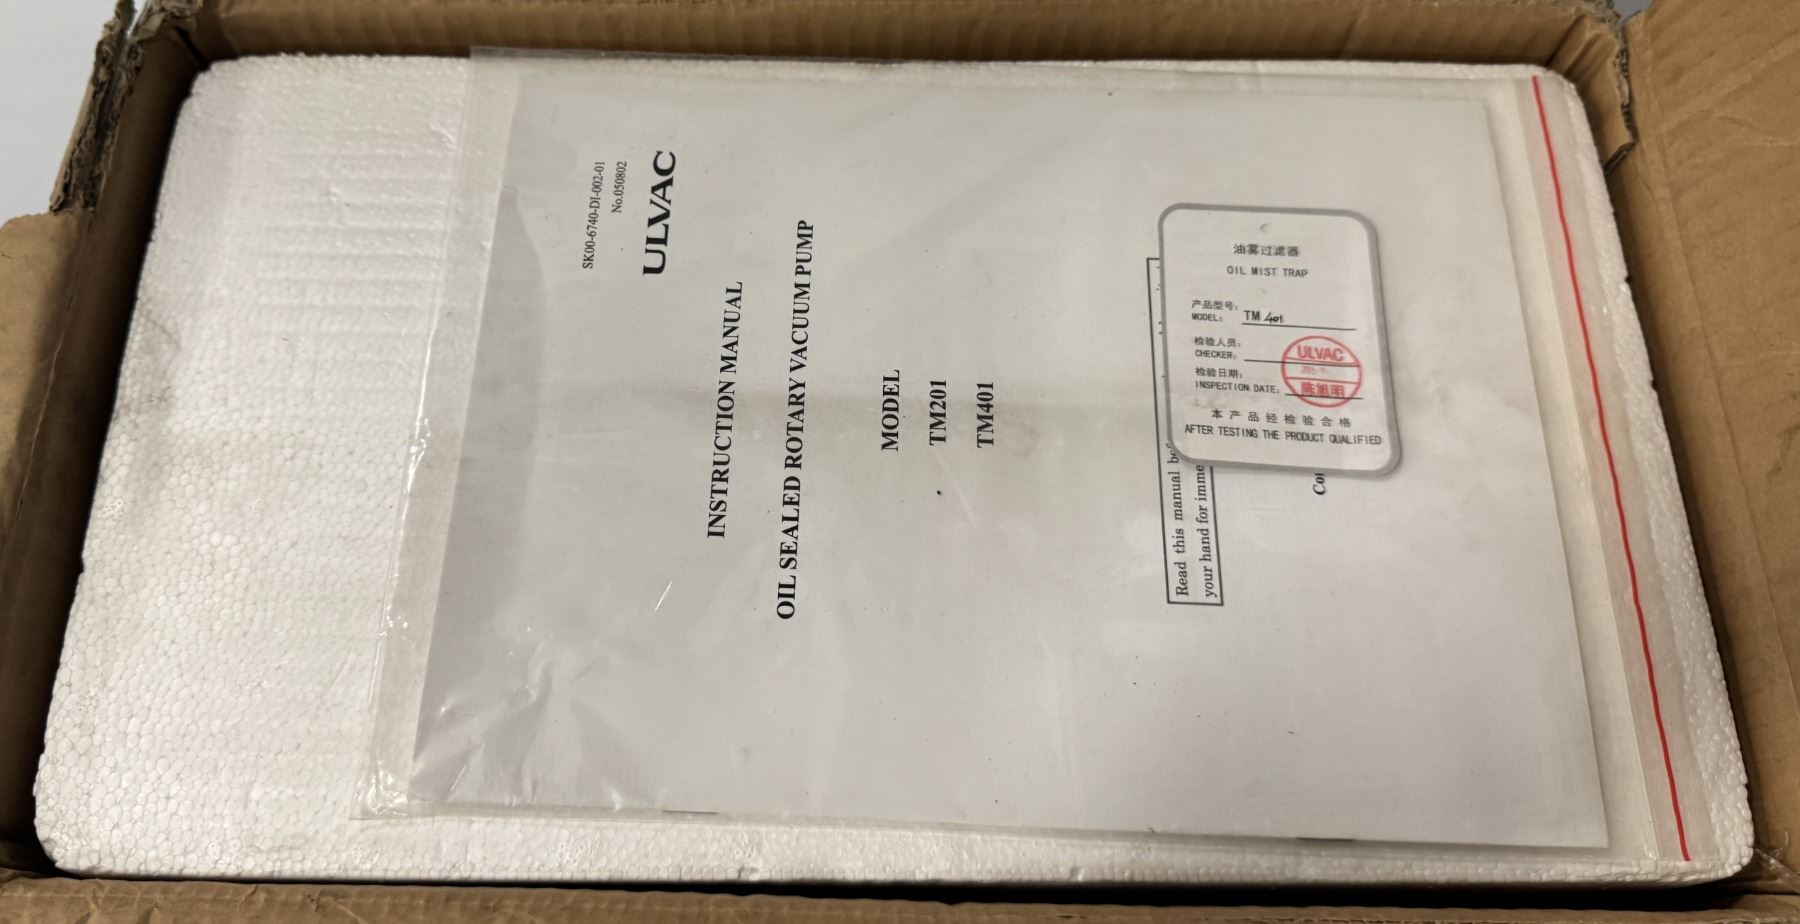 SK00-6740-DI-002-01
No.050802
ULVAC
INSTRUCTION MANUAL
OIL SEALED ROTARY VACUUM PUMP
MODEL
TM201
TM401
Read this manual
your hand for
油雾过滤器
OIL MIST TRAP
产品型号:
MODEL: TM 401
检验人员:
CHECKER:
ULVAC
检验日期:
INSPECTION DATE:
陈旭明
本产品经检验合格
AFTER TESTING THE PRODUCT QUALIFIED